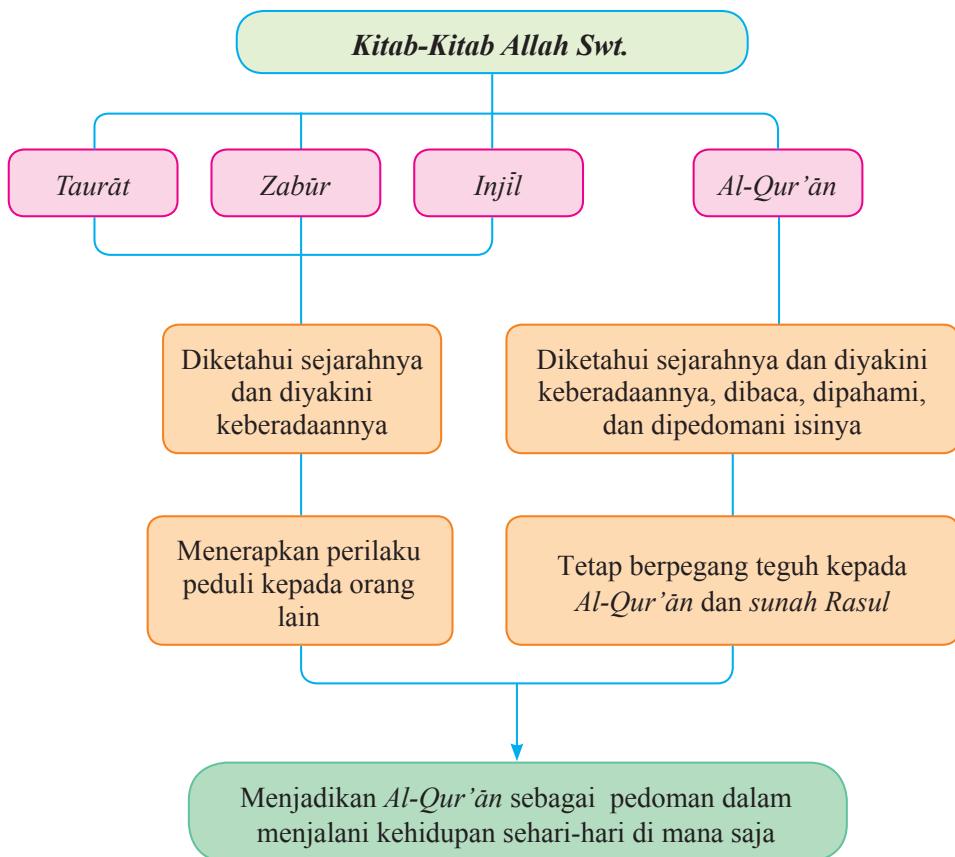 Kitab-Kitab Allah Swt.
Taurāt
Zabūr
Injīl
Al-Qur’ān
Diketahui sejarahnya
dan diyakini
keberadaannya
Diketahui sejarahnya dan diyakini
keberadaannya, dibaca, dipahami,
dan dipedomani isinya
Menerapkan perilaku
peduli kepada orang
lain
Tetap berpegang teguh kepada
Al-Qur’ān dan sunah Rasul
Menjadikan Al-Qur’ān sebagai pedoman dalam
menjalani kehidupan sehari-hari di mana saja